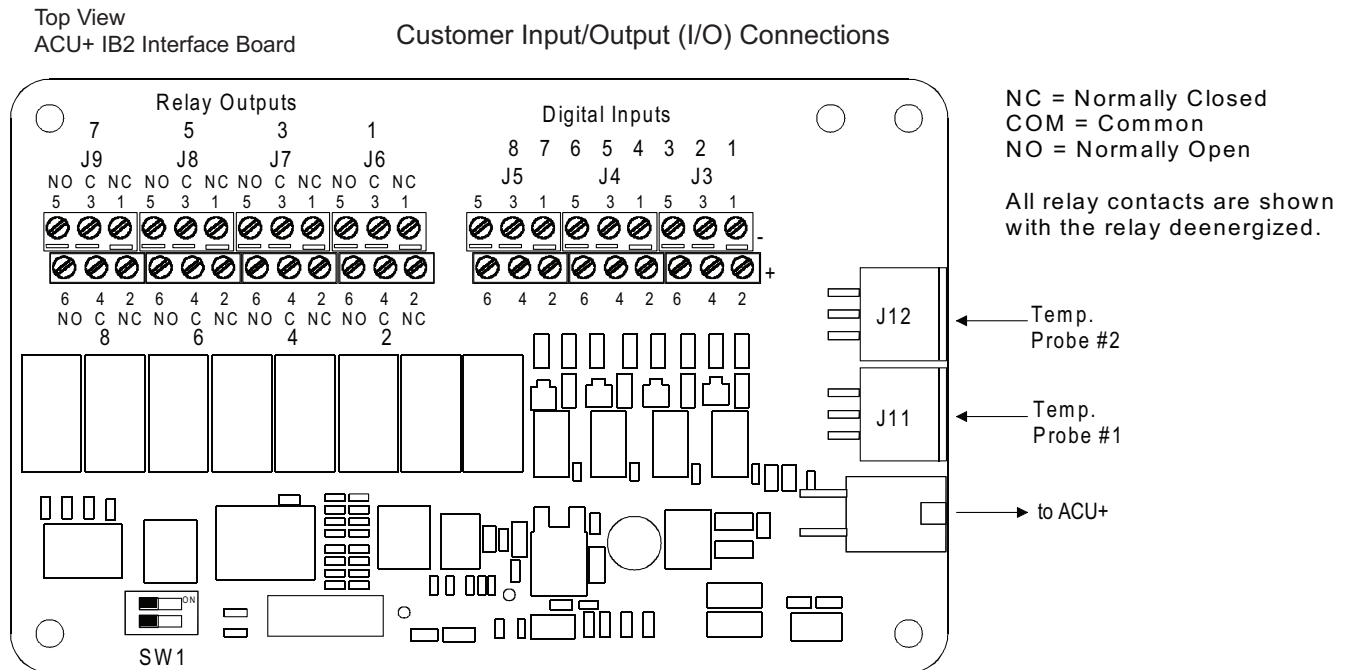 Top View
ACU+ IB2 Interface Board
Customer Input/Output (I/O) Connections
Relay Outputs
7 5 3 1
J9 J8 J7 J6
NO C NC NO C NC NO C NC NO C NC
5 3 1 5 3 1 5 3 1 5 3 1
6 4 2 6 4 2 6 4 2 6 4 2
NO C NC NO C NC NO C NC NO C NC
8 6 4 2
Digital Inputs
8 7 6 5 4 3 2 1
J5 J4 J3
5 3 1 5 3 1 5 3 1
-
+
6 4 2 6 4 2 6 4 2
NC = Normally Closed
COM = Common
NO = Normally Open
All relay contacts are shown
with the relay deenergized.
J12
Temp.
Probe #2
J11
Temp.
Probe #1
to ACU+
ON
SW1